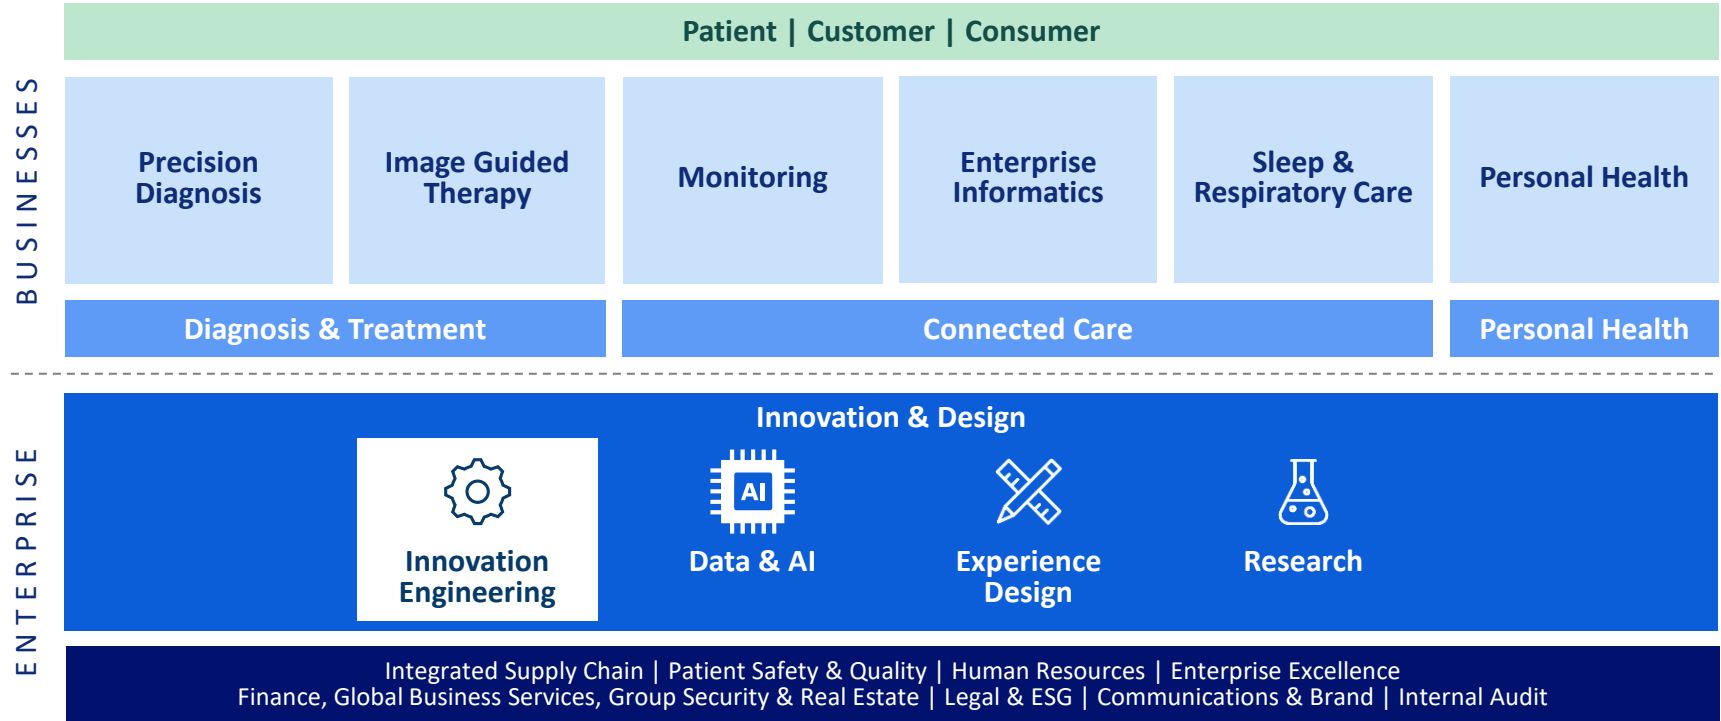 Patient | Customer | Consumer
BUSINESSES
Precision
Diagnosis
Image Guided
Therapy
Monitoring
Enterprise
Informatics
Sleep &
Respiratory Care
Personal Health
Diagnosis & Treatment
Connected Care
Personal Health
ENTERPRISE
Innovation & Design
Innovation
Engineering
AI
Data & AI
Experience
Design
Research
Integrated Supply Chain | Patient Safety & Quality | Human Resources | Enterprise Excellence
Finance, Global Business Services, Group Security & Real Estate | Legal & ESG | Communications & Brand | Internal Audit